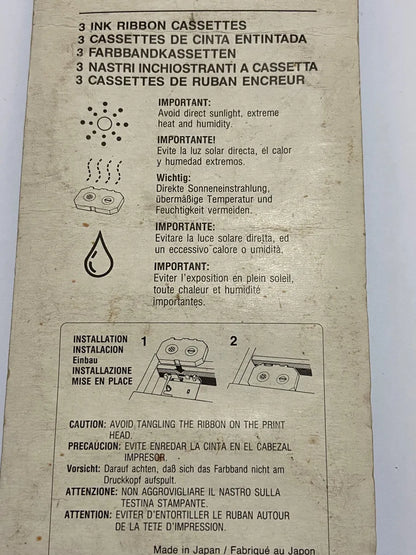 3 INK RIBBON CASSETTES
3 CASSETTES DE CINTA ENTINTADA
3 FARBBANDKASSETTEN
3 NASTRI INCHIOSTRANTI A CASSETTA
3 CASSETTES DE RUBAN ENCREUR
IMPORTANT:
Avoid direct sunlight, extreme
heat and humidity.
IMPORTANTE!
Evite la luz solar directa, el calor
y humedad extremos.
Wichtig:
Direkte Sonneneinstrahlung,
übermäßige Temperatur und
Feuchtigkeit vermeiden.
IMPORTANTE:
Evitare la luce solare diretta, ed
un eccessivo calore o umidità.
IMPORTANT:
Eviter l'exposition en plein soleil,
toute chaleur et humidité
importantes.
INSTALLATION
INSTALACION
Einbau
INSTALLAZIONE
MISE EN PLACE
1
2
CAUTION: AVOID TANGLING THE RIBBON ON THE PRINT
HEAD.
PRECAUCION: EVITE ENREDAR LA CINTA EN EL CABEZAL
IMPRESOR.
Vorsicht: Darauf achten, daß sich das Farbband nicht am
Druckkopf aufspult.
ATTENZIONE: NON AGGROVIGLIARE IL NASTRO SULLA
TESTINA STAMPANTE.
ATTENTION: EVITER D'ENTORTILLER LE RUBAN AUTOUR
DE LA TETE D'IMPRESSION.
Made in Japan / Fabriqué au Japon